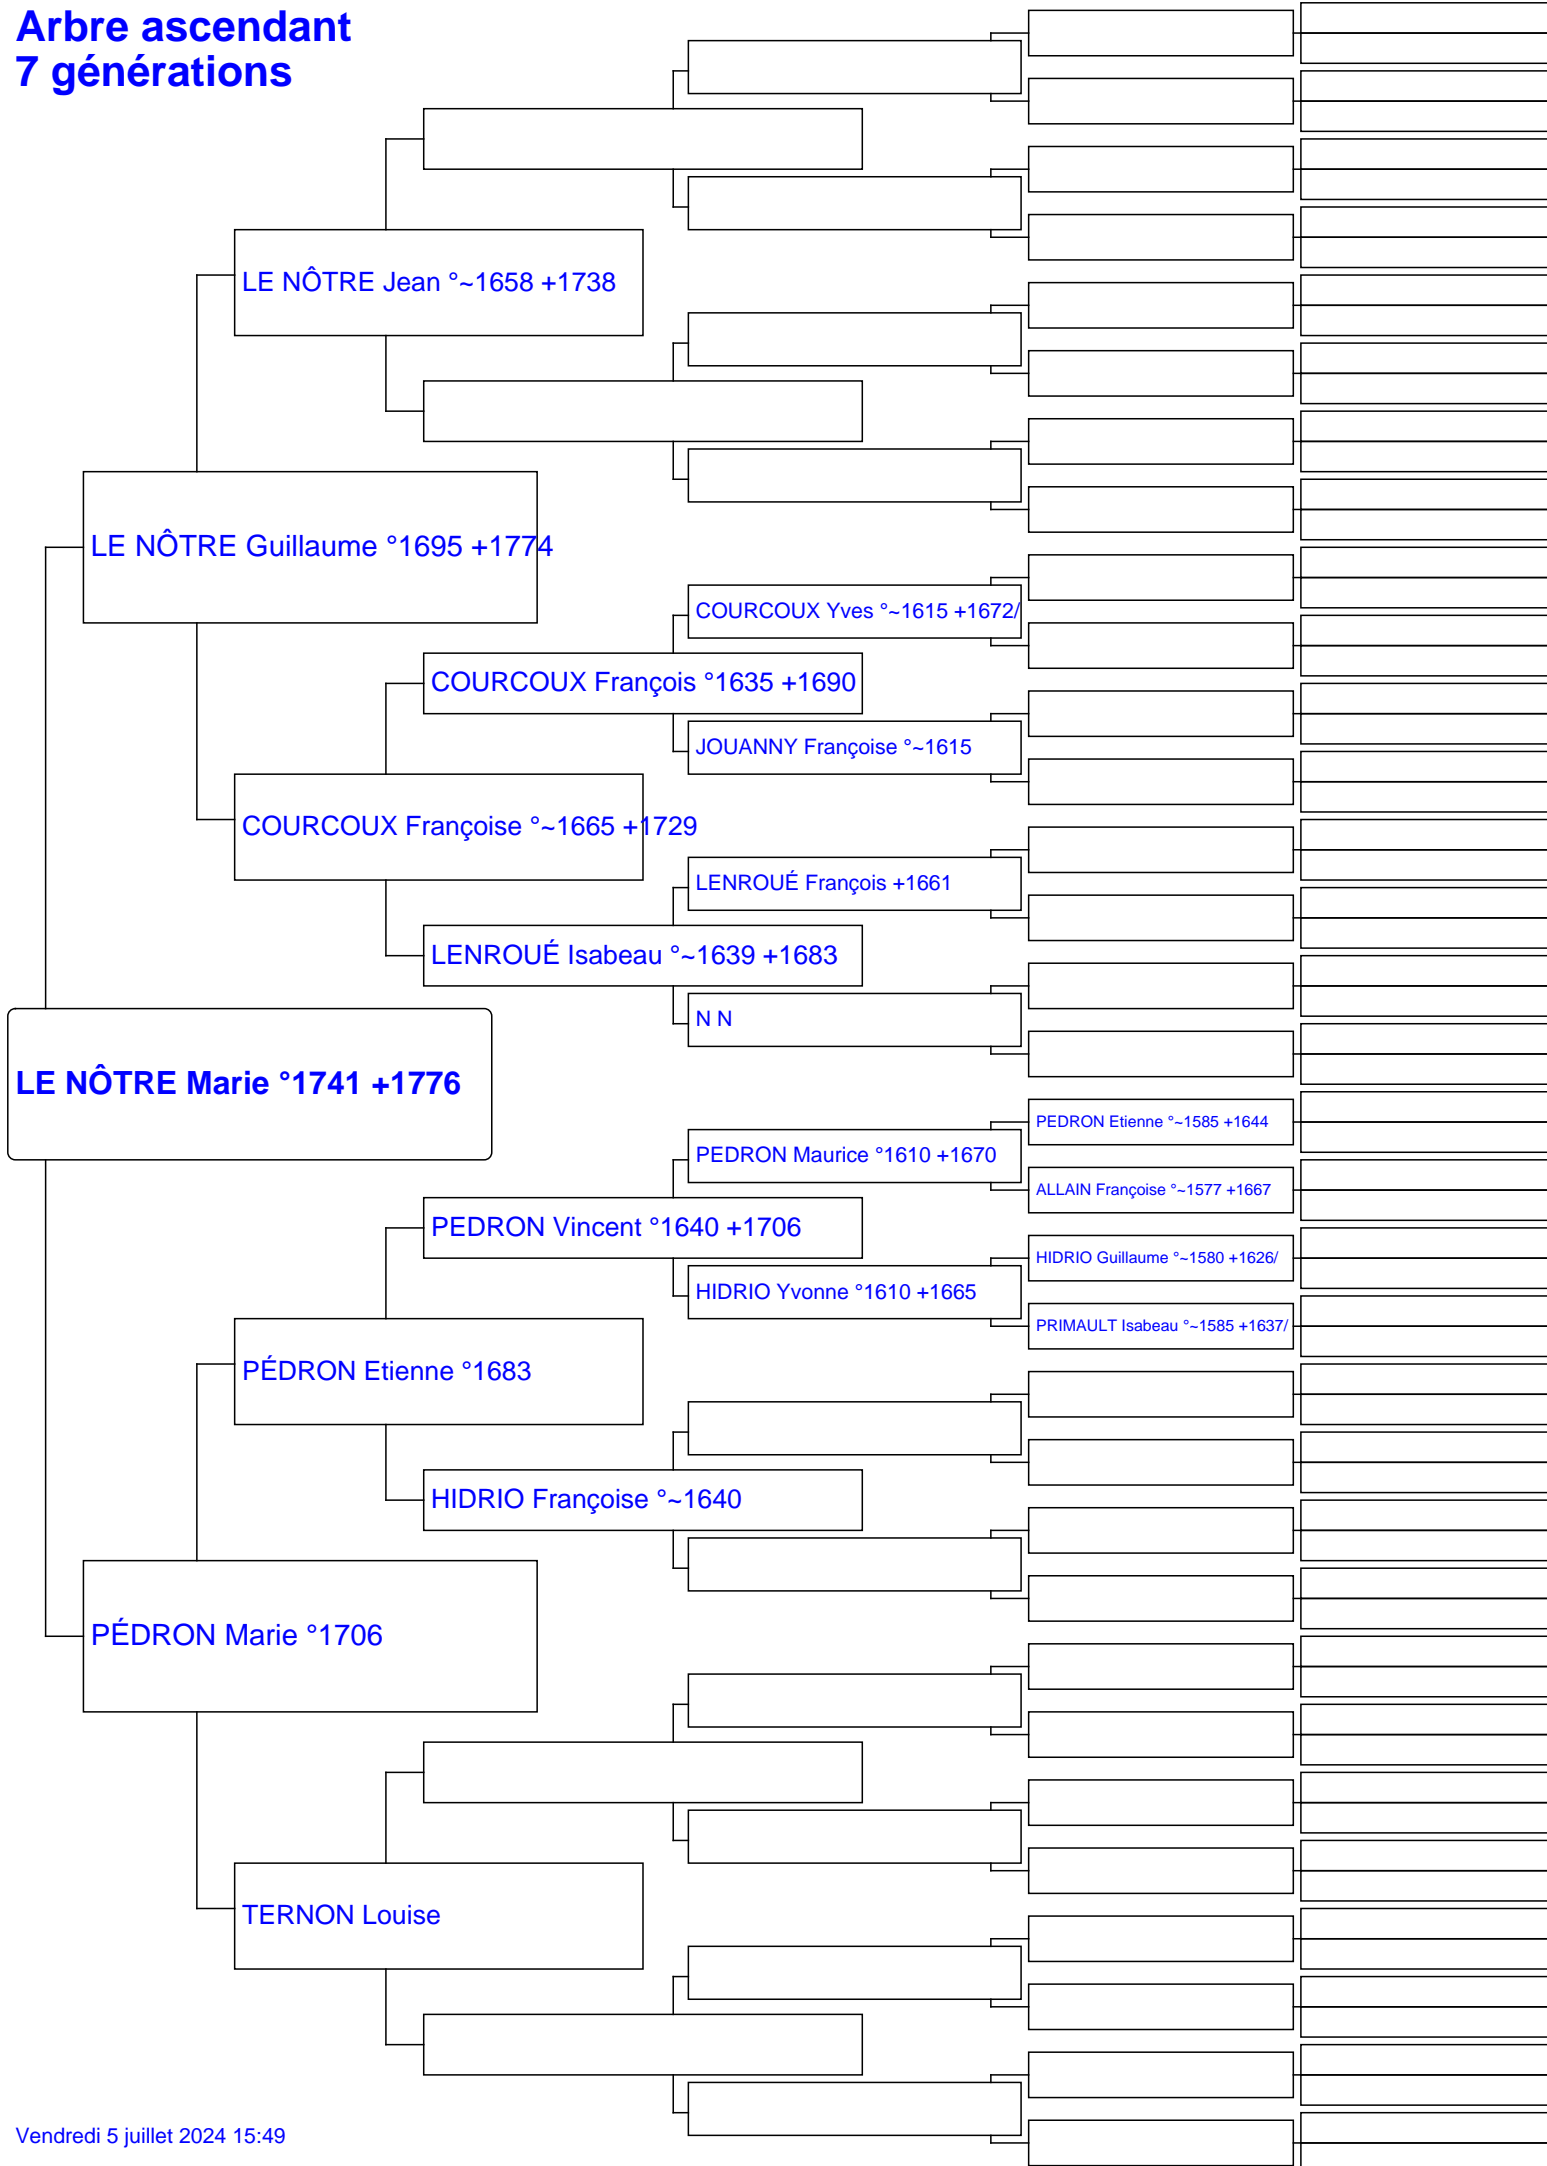 Arbre ascendant
7 générations
LE NÔTRE Jean °~1658 +1738
LE NÔTRE Guillaume °1695 +1774
COURCOUX Yves °~1615 +1672/
COURCOUX François °1635 +1690
JOUANNY Françoise °~1615
COURCOUX Françoise °~1665 +1729
LENROUÉ François +1661
LENROUÉ Isabeau °~1639 +1683
N N
LE NÔTRE Marie °1741 +1776
PEDRON Etienne °~1585 +1644
PEDRON Maurice °1610 +1670
ALLAIN Françoise °~1577 +1667
PEDRON Vincent °1640 +1706
HIDRIO Guillaume °~1580 +1626/
HIDRIO Yvonne °1610 +1665
PRIMAULT Isabeau °~1585 +1637/
PÉDRON Etienne °1683
HIDRIO Françoise °~1640
PÉDRON Marie °1706
TERNON Louise
Vendredi 5 juillet 2024 15:49